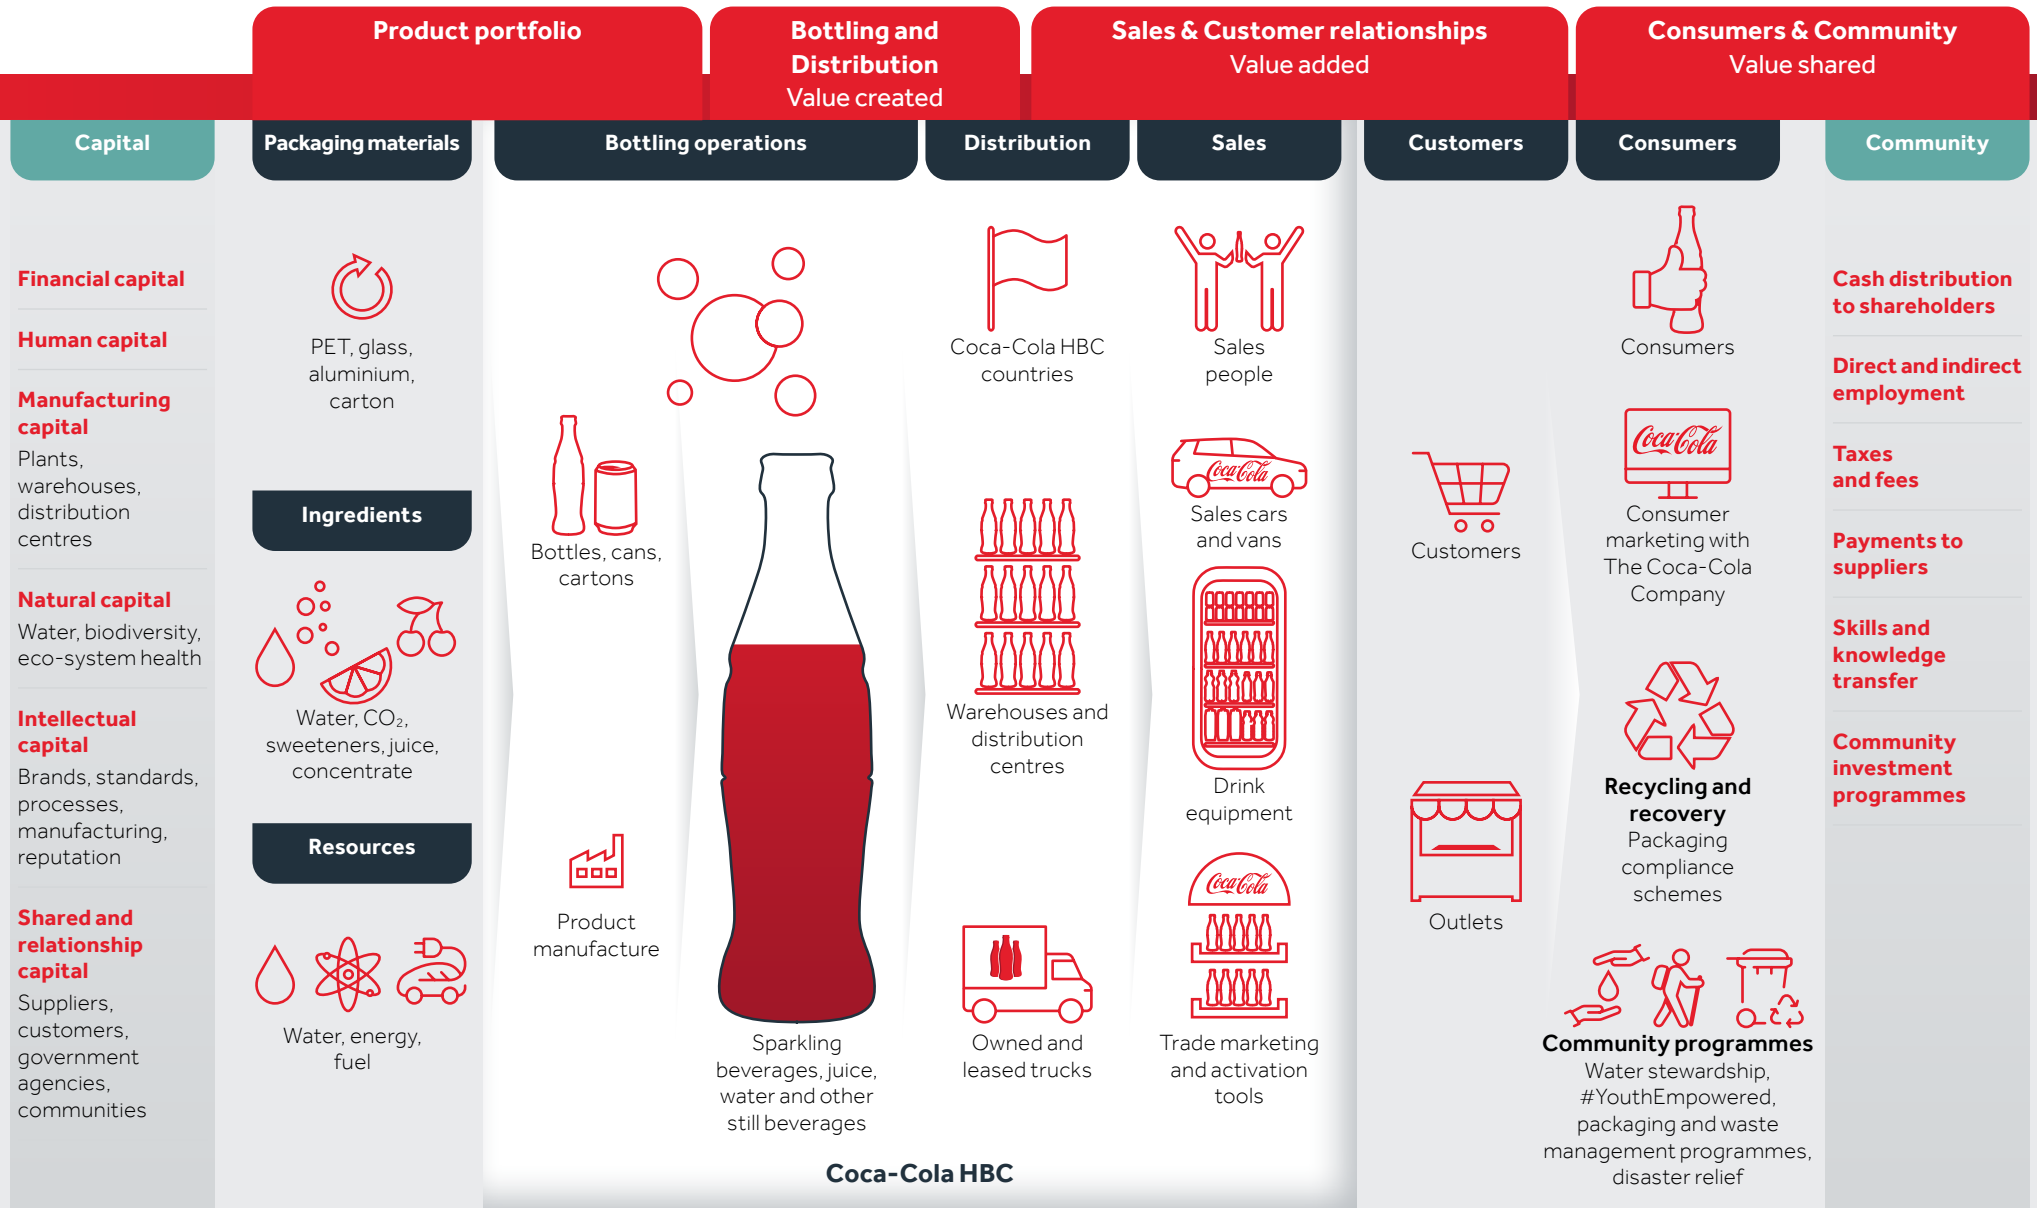 Product portfolio
Bottling and
Distribution
Value created
Sales & Customer relationships
Value added
Consumers & Community
Value shared
Capital
Financial capital
Human capital
Manufacturing
capital
Plants,
warehouses,
distribution
centres
Natural capital
Water, biodiversity,
eco-system health
Intellectual
capital
Brands, standards,
processes,
manufacturing,
reputation
Shared and
relationship
capital
Suppliers,
customers,
government
agencies,
communities
Packaging materials
PET, glass,
aluminium,
carton
Ingredients
Water, CO₂,
sweeteners, juice,
concentrate
Resources
Water, energy,
fuel
Bottling operations
Bottles, cans,
cartons
Product
manufacture
Sparkling
beverages, juice,
water and other
still beverages
Distribution
Coca-Cola HBC
countries
Warehouses and
distribution
centres
Owned and
leased trucks
Sales
Sales
people
Coca-Cola
Sales cars
and vans
Drink
equipment
Coca-Cola
Trade marketing
and activation
tools
Coca-Cola HBC
Customers
Customers
Outlets
Consumers
Consumers
Coca-Cola
Consumer
marketing with
The Coca-Cola
Company
Recycling and
recovery
Packaging
compliance
schemes
Community programmes
Water stewardship,
#YouthEmpowered,
packaging and waste
management programmes,
disaster relief
Community
Cash distribution
to shareholders
Direct and indirect
employment
Taxes
and fees
Payments to
suppliers
Skills and
knowledge
transfer
Community
investment
programmes